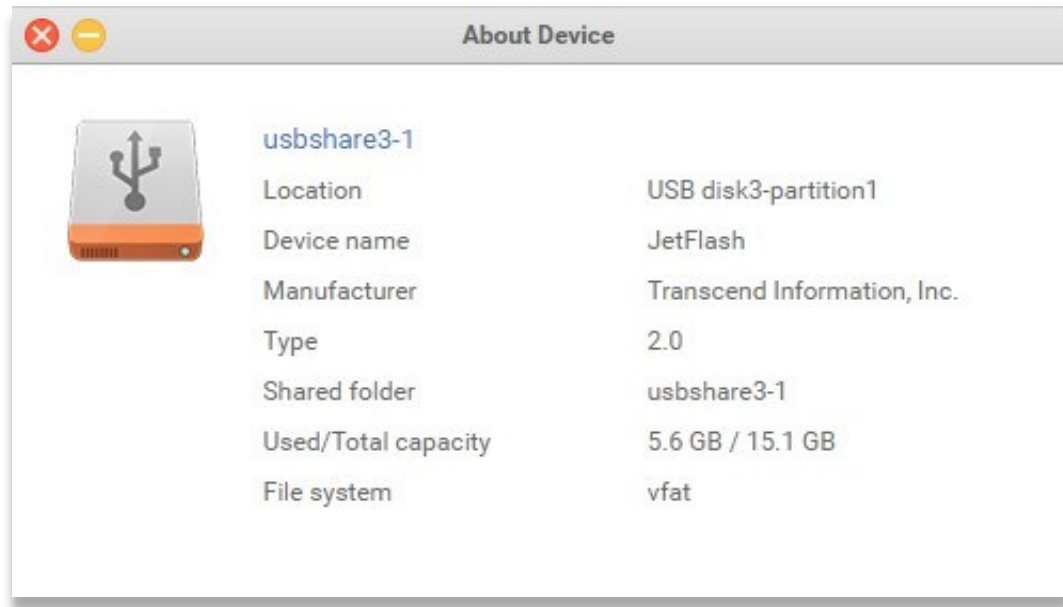 About Device
usbshare3-1
Location USB disk3-partition1
Device name JetFlash
Manufacturer Transcend Information, Inc.
Type 2.0
Shared folder usbshare3-1
Used/Total capacity 5.6 GB / 15.1 GB
File system vfat